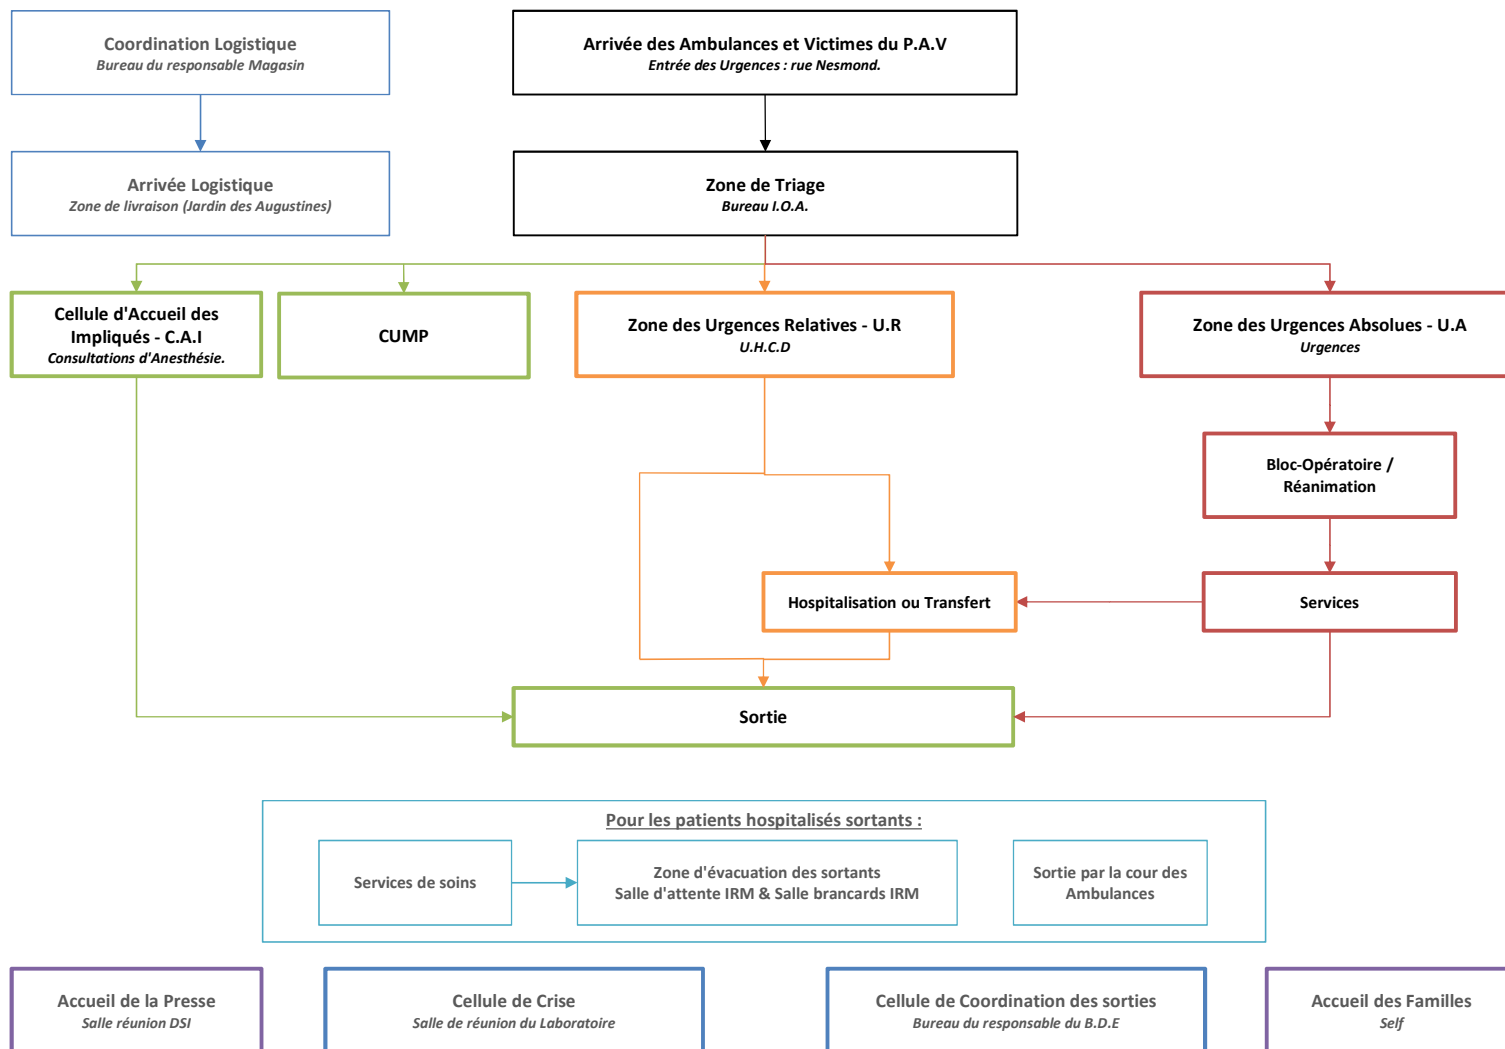 Coordination Logistique
Bureau du responsable Magasin
Arrivée des Ambulances et Victimes du P.A.V
Entrée des Urgences : rue Nesmond.
Arrivée Logistique
Zone de livraison (Jardin des Augustines)
Zone de Triage
Bureau I.O.A.
Cellule d'Accueil des
Impliqués - C.A.I
Consultations d'Anesthésie.
CUMP
Zone des Urgences Relatives - U.R
U.H.C.D
Zone des Urgences Absolues - U.A
Urgences
Bloc-Opératoire /
Réanimation
Hospitalisation ou Transfert
Services
Sortie
Pour les patients hospitalisés sortants :
Services de soins
Zone d'évacuation des sortants
Salle d'attente IRM & Salle brancards IRM
Sortie par la cour des
Ambulances
Accueil de la Presse
Salle réunion DSI
Cellule de Crise
Salle de réunion du Laboratoire
Cellule de Coordination des sorties
Bureau du responsable du B.D.E
Accueil des Familles
Self